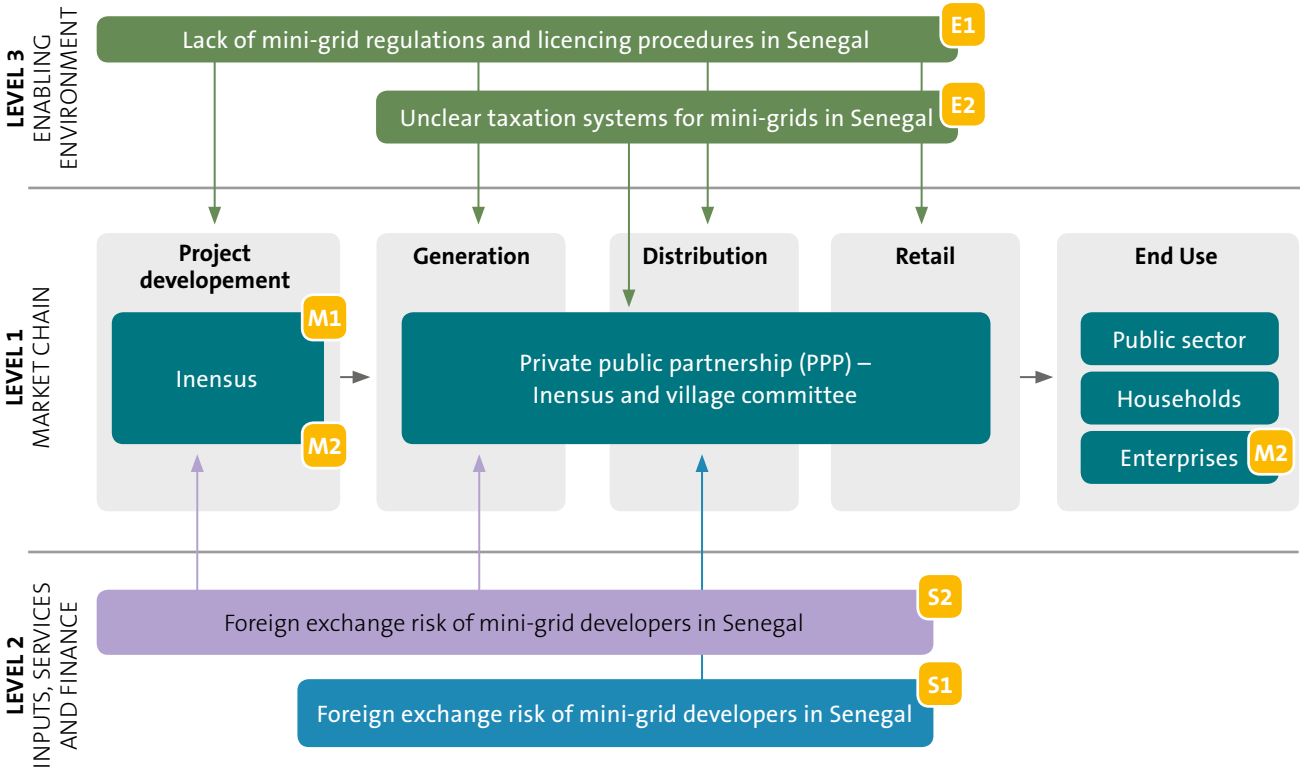 LEVEL 3
ENABLING
ENVIRONMENT
Lack of mini-grid regulations and licencing procedures in Senegal
E1
Unclear taxation systems for mini-grids in Senegal
E2
LEVEL 1
MARKET CHAIN
Project
developement
Inensus
M1
M2
Generation
Distribution
Retail
Private public partnership (PPP) –
Inensus and village committee
End Use
Public sector
Households
Enterprises
M2
LEVEL 2
INPUTS, SERVICES
AND FINANCE
Foreign exchange risk of mini-grid developers in Senegal
S2
Foreign exchange risk of mini-grid developers in Senegal
S1